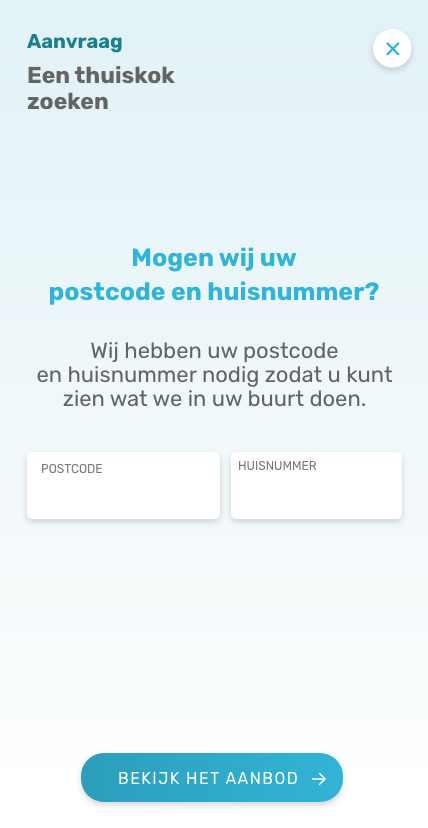 Aanvraag
Een thuiskok
zoeken
Mogen wij uw
postcode en huisnummer?
Wij hebben uw postcode
en huisnummer nodig zodat u kunt
zien wat we in uw buurt doen.
POSTCODE
HUISNUMMER
BEKIJK HET AANBOD →